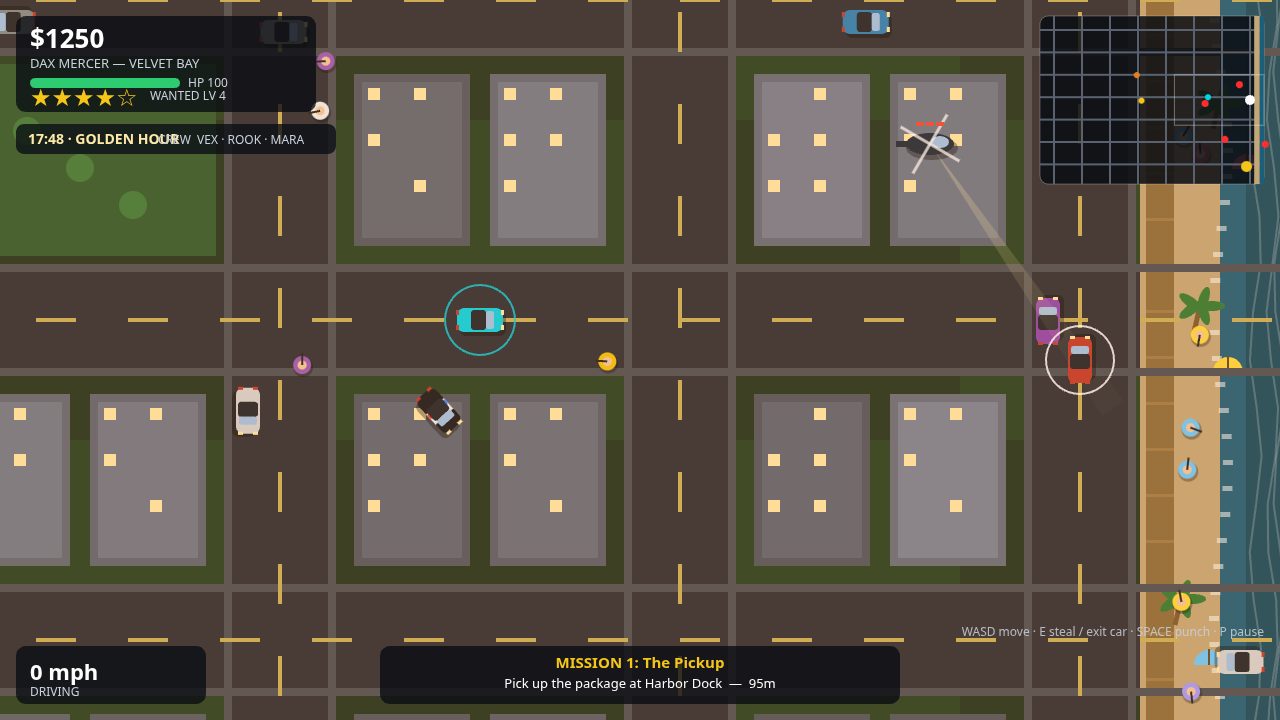 $1250
DAX MERCER — VELVET BAY
HP 100
★★★★☆ WANTED LV 4
17:48 · GOLDEN HOUR
CREW VEX · ROOK · MARA
WASD move · E steal / exit car · SPACE punch · P pause
0 mph
DRIVING
MISSION 1: The Pickup
Pick up the package at Harbor Dock — 95m